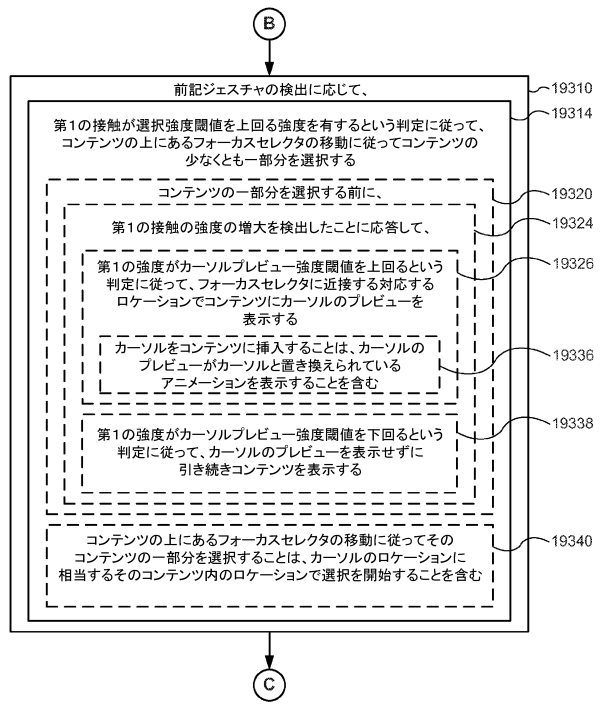 B
前記ジェスチャの検出に応じて、
19310
19314
第1の接触が選択強度閾値を上回る強度を有するという判定に従って、
コンテンツの上にあるフォーカスセレクタの移動に従ってコンテンツの
少なくとも一部分を選択する
コンテンツの一部分を選択する前に、
19320
19324
第1の接触の強度の増大を検出したことに応答して、
19326
第1の強度がカーソルプレビュー強度閾値を上回るという
判定に従って、フォーカスセレクタに近接する対応する
ロケーションでコンテンツにカーソルのプレビューを
表示する
カーソルをコンテンツに挿入することは、カーソルの
プレビューがカーソルと置き換えられている
アニメーションを表示することを含む
19336
19338
第1の強度がカーソルプレビュー強度閾値を下回るという
判定に従って、カーソルのプレビューを表示せずに
引き続きコンテンツを表示する
19340
コンテンツの上にあるフォーカスセレクタの移動に従ってその
コンテンツの一部分を選択することは、カーソルのロケーションに
相当するそのコンテンツ内のロケーションで選択を開始することを含む
C